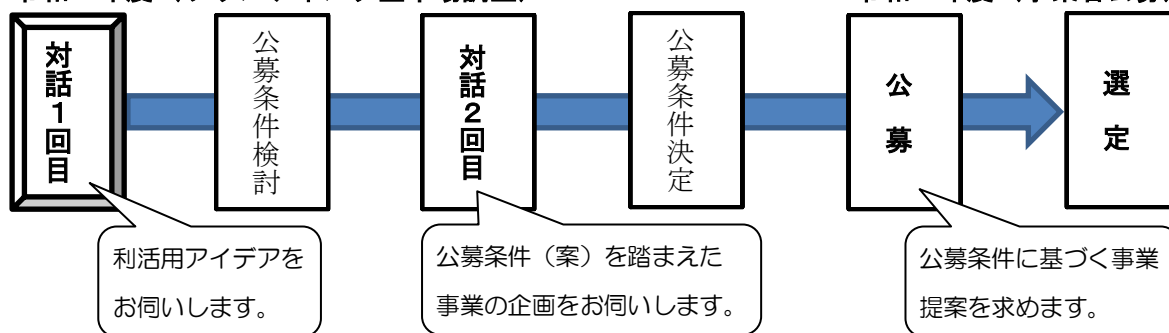 対話1回目
公募条件検討
対話2回目
公募条件決定
公募
選定
利活用アイデアを
お伺いします。
公募条件（案）を踏まえた
事業の企画をお伺いします。
公募条件に基づく事業
提案を求めます。